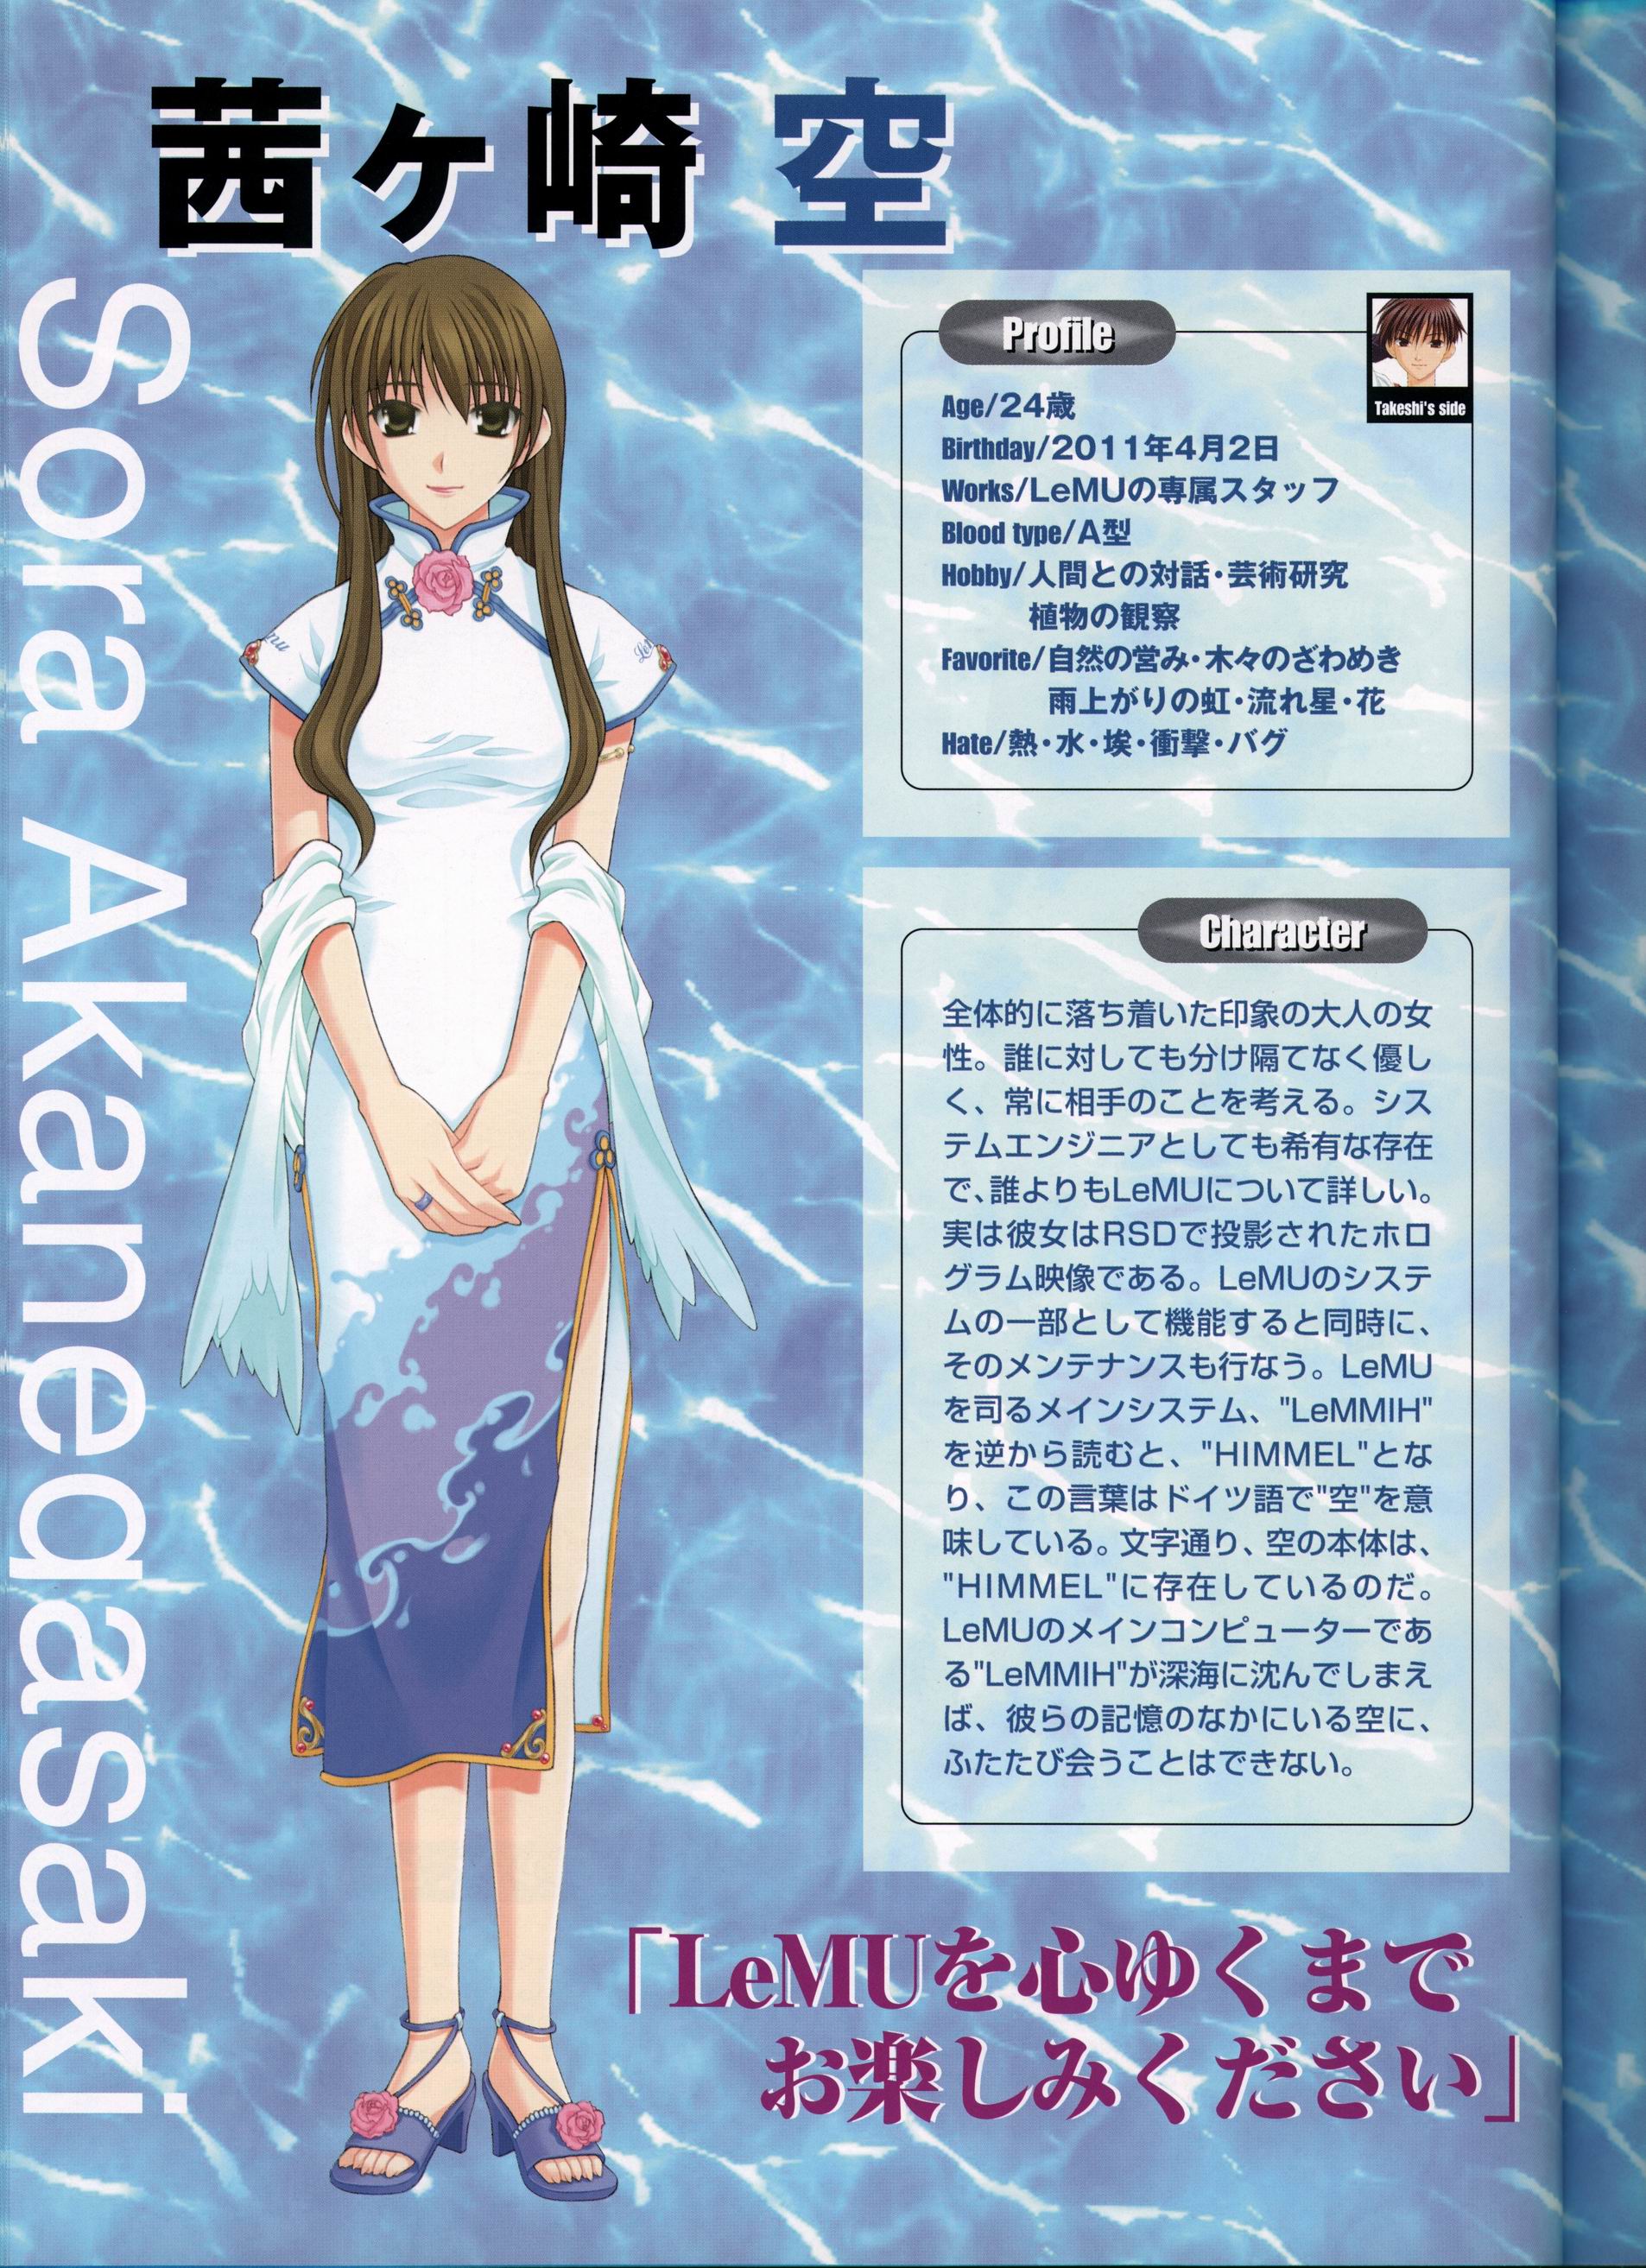 茜ヶ崎 空
Sora Akanegasaki
Profile
Takeshi's side
Age/24歳
Birthday/2011年4月2日
Works/LeMUの専属スタッフ
Blood type/A型
Hobby/人間との対話・芸術研究
植物の観察
Favorite/自然の営み・木々のざわめき
雨上がりの虹・流れ星・花
Hate/熱・水・埃・衝撃・バグ
Character
全体的に落ち着いた印象の大人の女
性。誰に対しても分け隔てなく優し
く、常に相手のことを考える。シス
テムエンジニアとしても希有な存在
で、誰よりもLeMUについて詳しい。
実は彼女はRSDで投影されたホロ
グラム映像である。LeMUのシステ
ムの一部として機能すると同時に、
そのメンテナンスも行なう。LeMU
を司るメインシステム、"LeMMIH"
を逆から読むと、"HIMMEL"とな
り、この言葉はドイツ語で"空"を意
味している。文字通り、空の本体は、
"HIMMEL"に存在しているのだ。
LeMUのメインコンピューターであ
る"LeMMIH"が深海に沈んでしまえ
ば、彼らの記憶のなかにいる空に、
ふたたび会うことはできない。
「LeMUを心ゆくまで
お楽しみください」